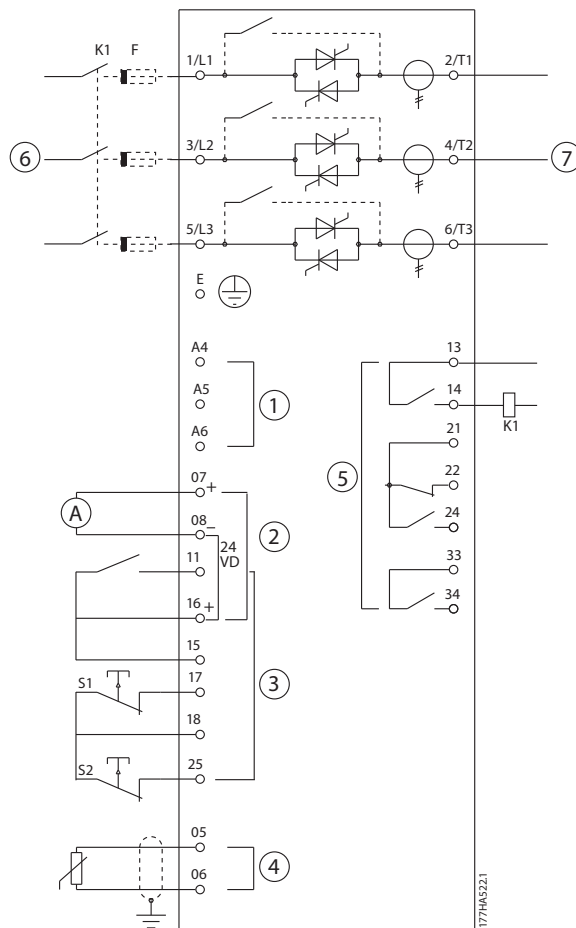 K1 F 1/L1 2/T1
6 3/L2 4/T2 7
5/L3 6/T3
E
A4 13
A5 1 14
K1
A6 21
07 + 5 22
A 08 – 2 24
24
VD
11 33
16 + 34
15
S1 17 3
18
S2 25
05
4
06
177HA522.1